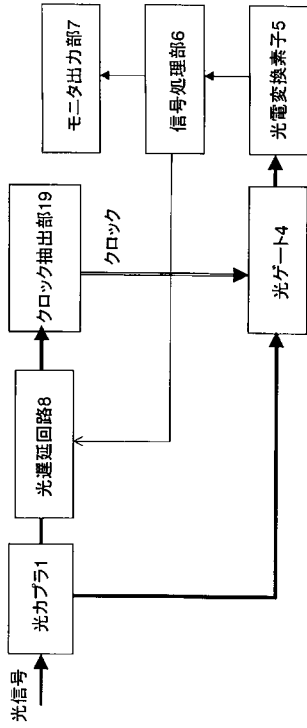 光信号
光カプラ1
光遅延回路8
クロック抽出部19
クロック
光ゲート4
光電変換素子5
信号処理部6
モニタ出力部7